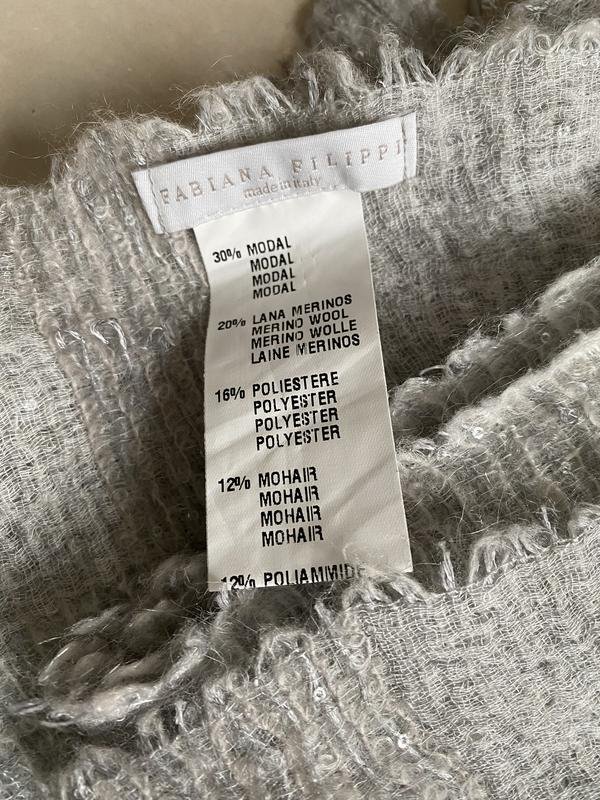 FABIANA FILIPPI
made in italy
30% MODAL
MODAL
MODAL
MODAL
20% LANA MERINOS
MERINO WOOL
MERINO WOLLE
LAINE MERINOS
16% POLIESTERE
POLYESTER
POLYESTER
POLYESTER
12% MOHAIR
MOHAIR
MOHAIR
MOHAIR
12% POLIAMMIDE